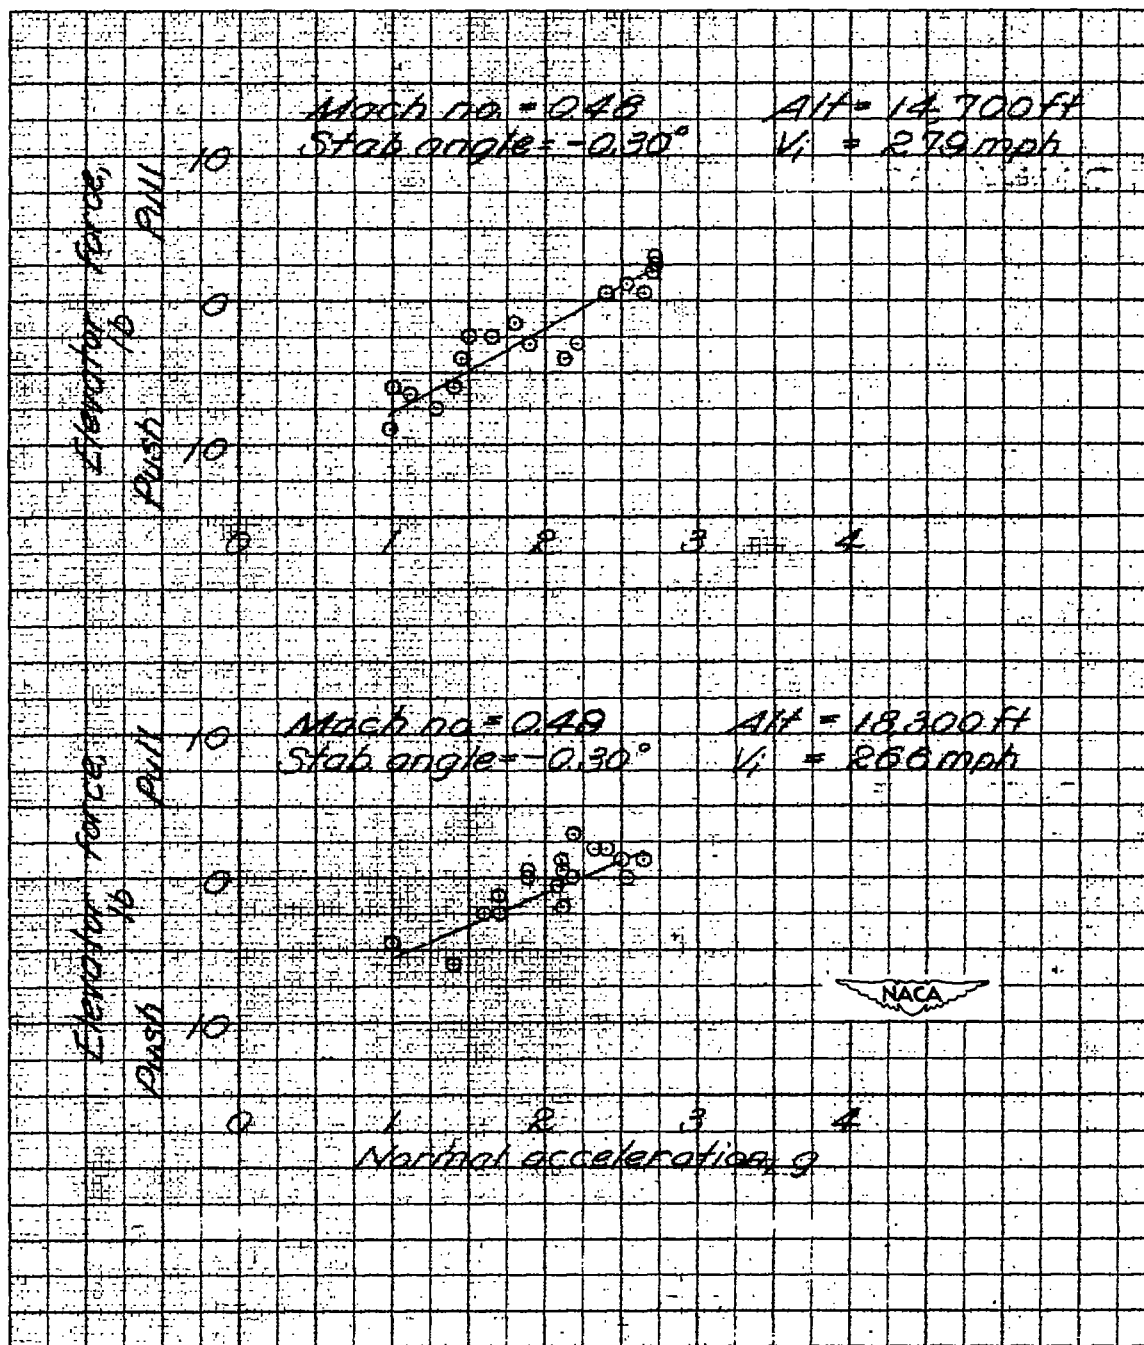 Mach no. = 0.48 Alt = 14,700 ft
Stab angle = -0.30° Vi = 279 mph
Elevator force,
lb
Push Pull
10
0
10
0 1 2 3 4
Mach no. = 0.49 Alt = 18,300 ft
Stab. angle = -0.30° Vi = 266 mph
Elevator force,
lb
Push Pull
10
0
10
NACA
0 1 2 3 4
Normal acceleration, g